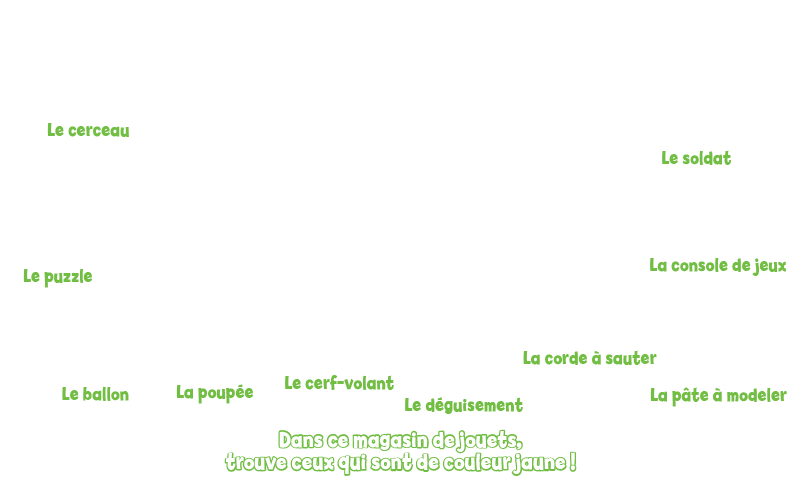 Le cerceau
Le soldat
La console de jeux
Le puzzle
La corde à sauter
Le cerf-volant
La poupée
Le ballon
La pâte à modeler
Le déguisement
Dans ce magasin de jouets,
trouve ceux qui sont de couleur jaune !